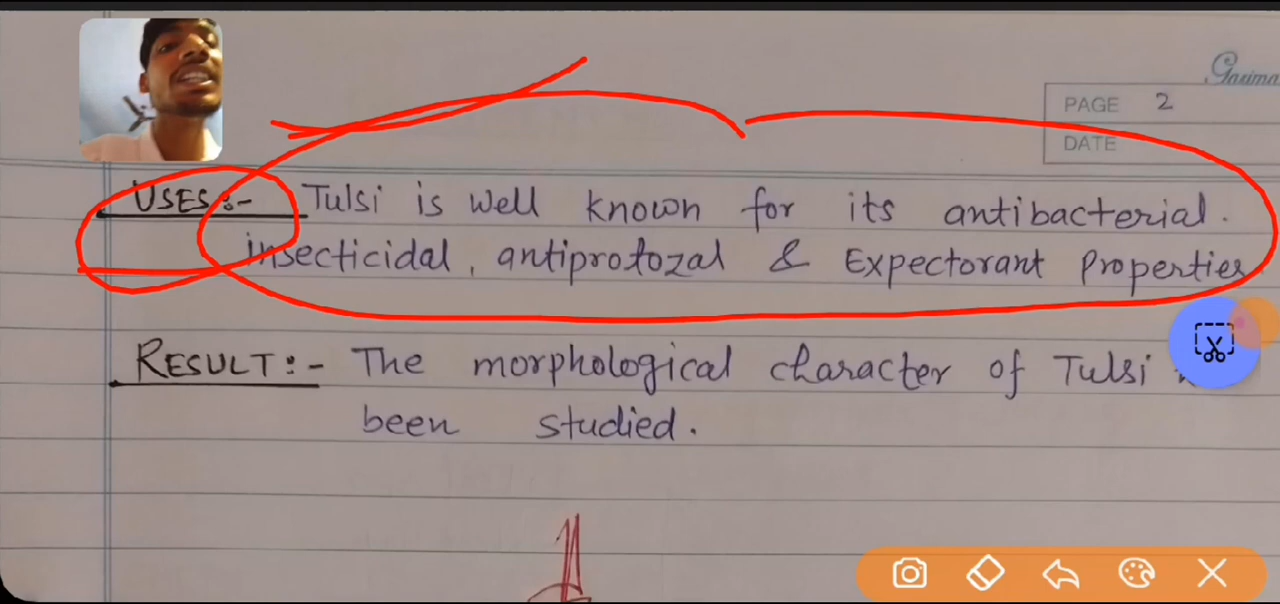 PAGE 2
DATE
USES:- Tulsi is well known for its antibacterial.
insecticidal, antiprotozal & Expectorant Properties
RESULT:- The morphological character of Tulsi
been studied.